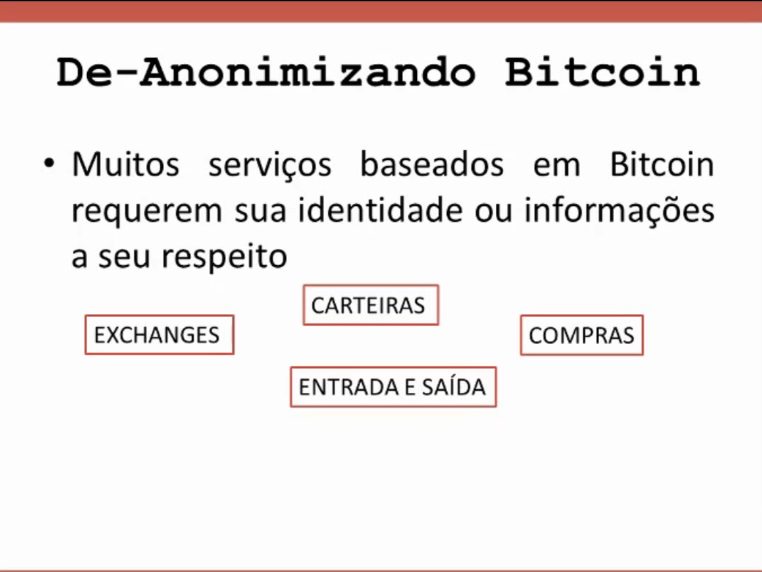 De-Anonimizando Bitcoin
• Muitos serviços baseados em Bitcoin
requerem sua identidade ou informações
a seu respeito
CARTEIRAS
EXCHANGES
COMPRAS
ENTRADA E SAÍDA